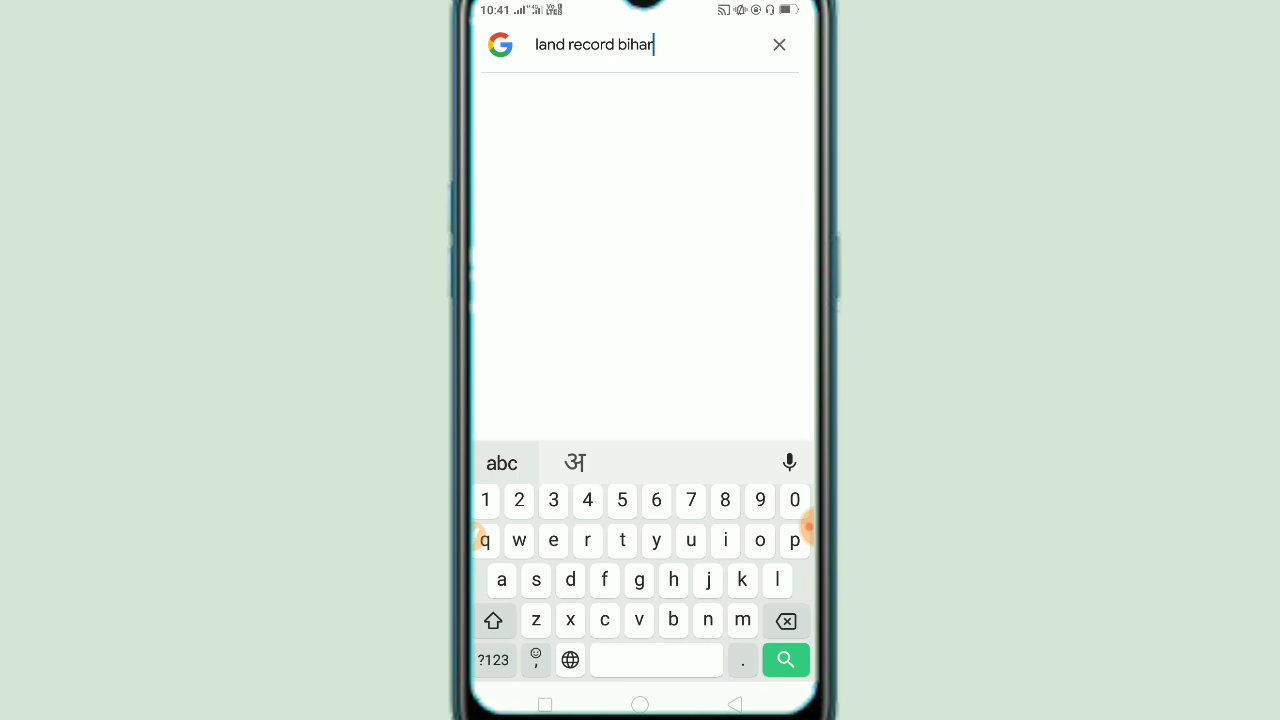 10:41
land record bihar
abc अ
1 2 3 4 5 6 7 8 9 0
q w e r t y u i o p
a s d f g h j k l
z x c v b n m
?123 , .